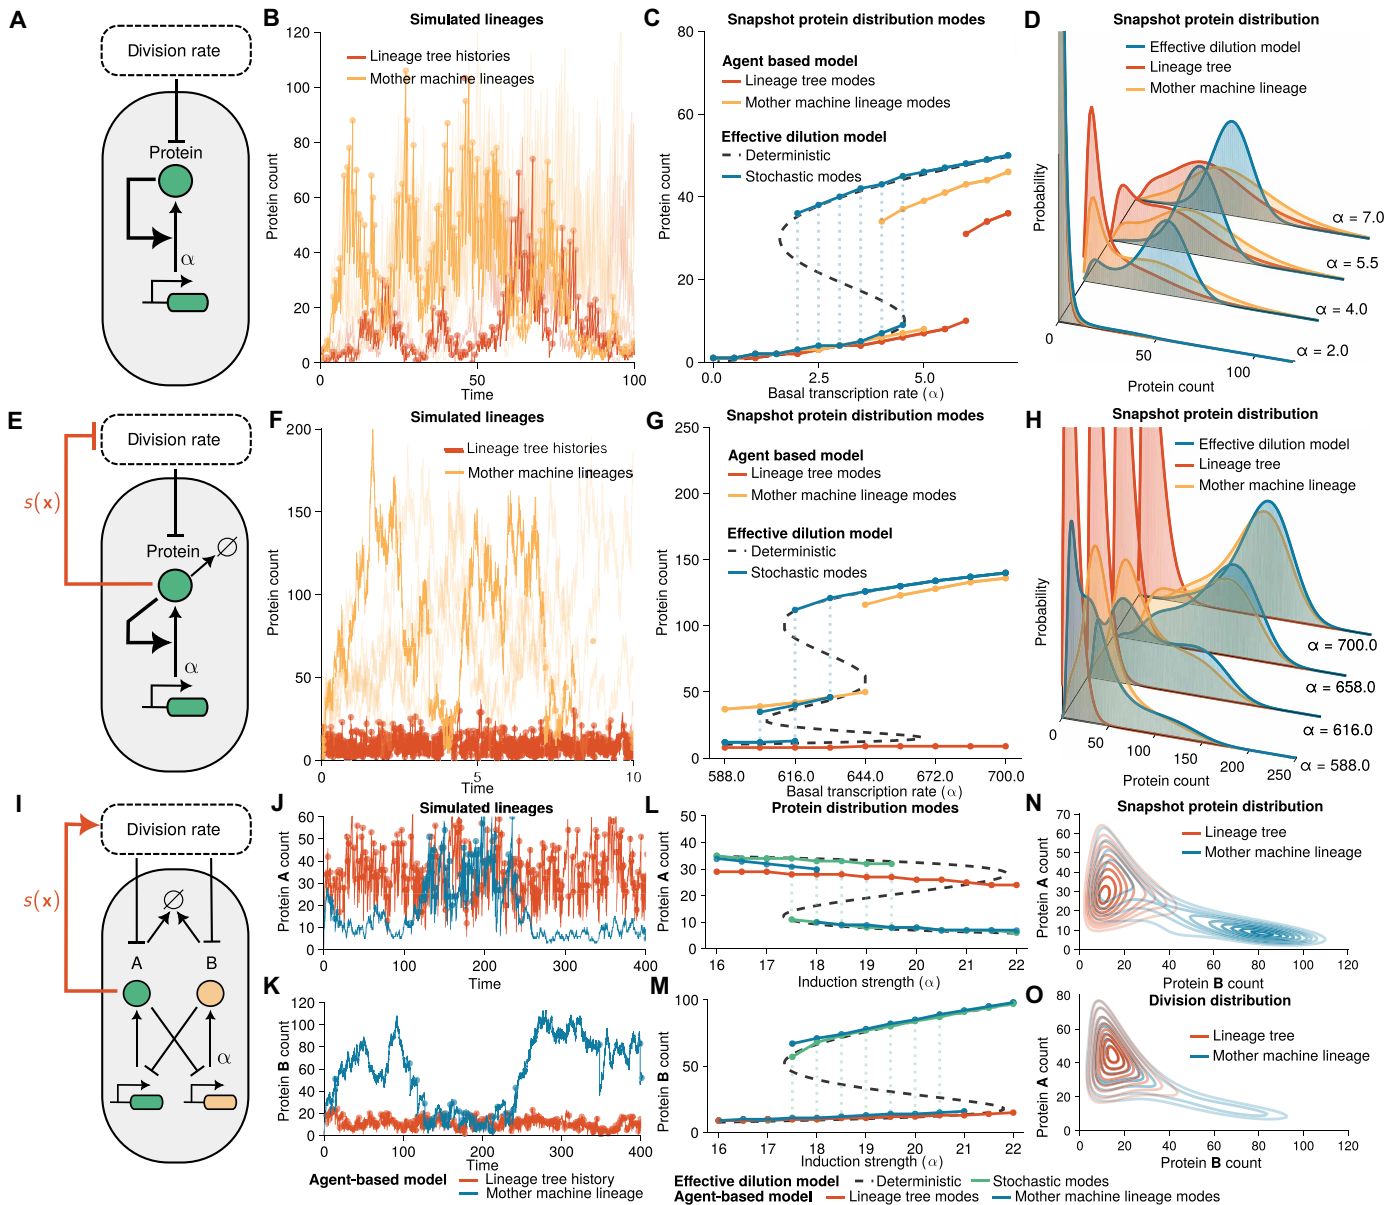 A
Division rate
Protein
α
B
Simulated lineages
Lineage tree histories
Mother machine lineages
Protein count
120
100
80
60
40
20
0
0
50
100
Time
C
Snapshot protein distribution modes
Agent based model
Lineage tree modes
Mother machine lineage modes
Effective dilution model
Deterministic
Stochastic modes
Protein count
80
60
40
20
0
0.0
2.5
5.0
Basal transcription rate (α)
D
Snapshot protein distribution
Effective dilution model
Lineage tree
Mother machine lineage
Probability
α = 7.0
α = 5.5
α = 4.0
α = 2.0
0
50
100
Protein count
E
Division rate
s(x)
Protein
∅
α
F
Simulated lineages
Lineage tree histories
Mother machine lineages
Protein count
200
150
100
50
0
0
5
10
Time
G
Snapshot protein distribution modes
Agent based model
Lineage tree modes
Mother machine lineage modes
Effective dilution model
Deterministic
Stochastic modes
Protein count
250
200
150
100
50
0
588.0
616.0
644.0
672.0
700.0
Basal transcription rate (α)
H
Snapshot protein distribution
Effective dilution model
Lineage tree
Mother machine lineage
Probability
α = 700.0
α = 658.0
α = 616.0
α = 588.0
0
50
100
150
200
250
Protein count
I
Division rate
s(x)
∅
A
B
α
J
Simulated lineages
Protein A count
60
50
40
30
20
10
0
0
100
200
300
400
Time
K
Protein B count
120
100
80
60
40
20
0
0
100
200
300
400
Time
Agent-based model
Lineage tree history
Mother machine lineage
L
Protein distribution modes
Protein A count
50
40
30
20
10
0
16
17
18
19
20
21
22
Induction strength (α)
M
Protein B count
100
50
0
16
17
18
19
20
21
22
Induction strength (α)
Effective dilution model
Deterministic
Stochastic modes
Agent-based model
Lineage tree modes
Mother machine lineage modes
N
Snapshot protein distribution
Lineage tree
Mother machine lineage
Protein A count
70
60
50
40
30
20
10
0
0
20
40
60
80
100
120
Protein B count
O
Division distribution
Lineage tree
Mother machine lineage
Protein A count
80
60
40
20
0
0
20
40
60
80
100
120
Protein B count